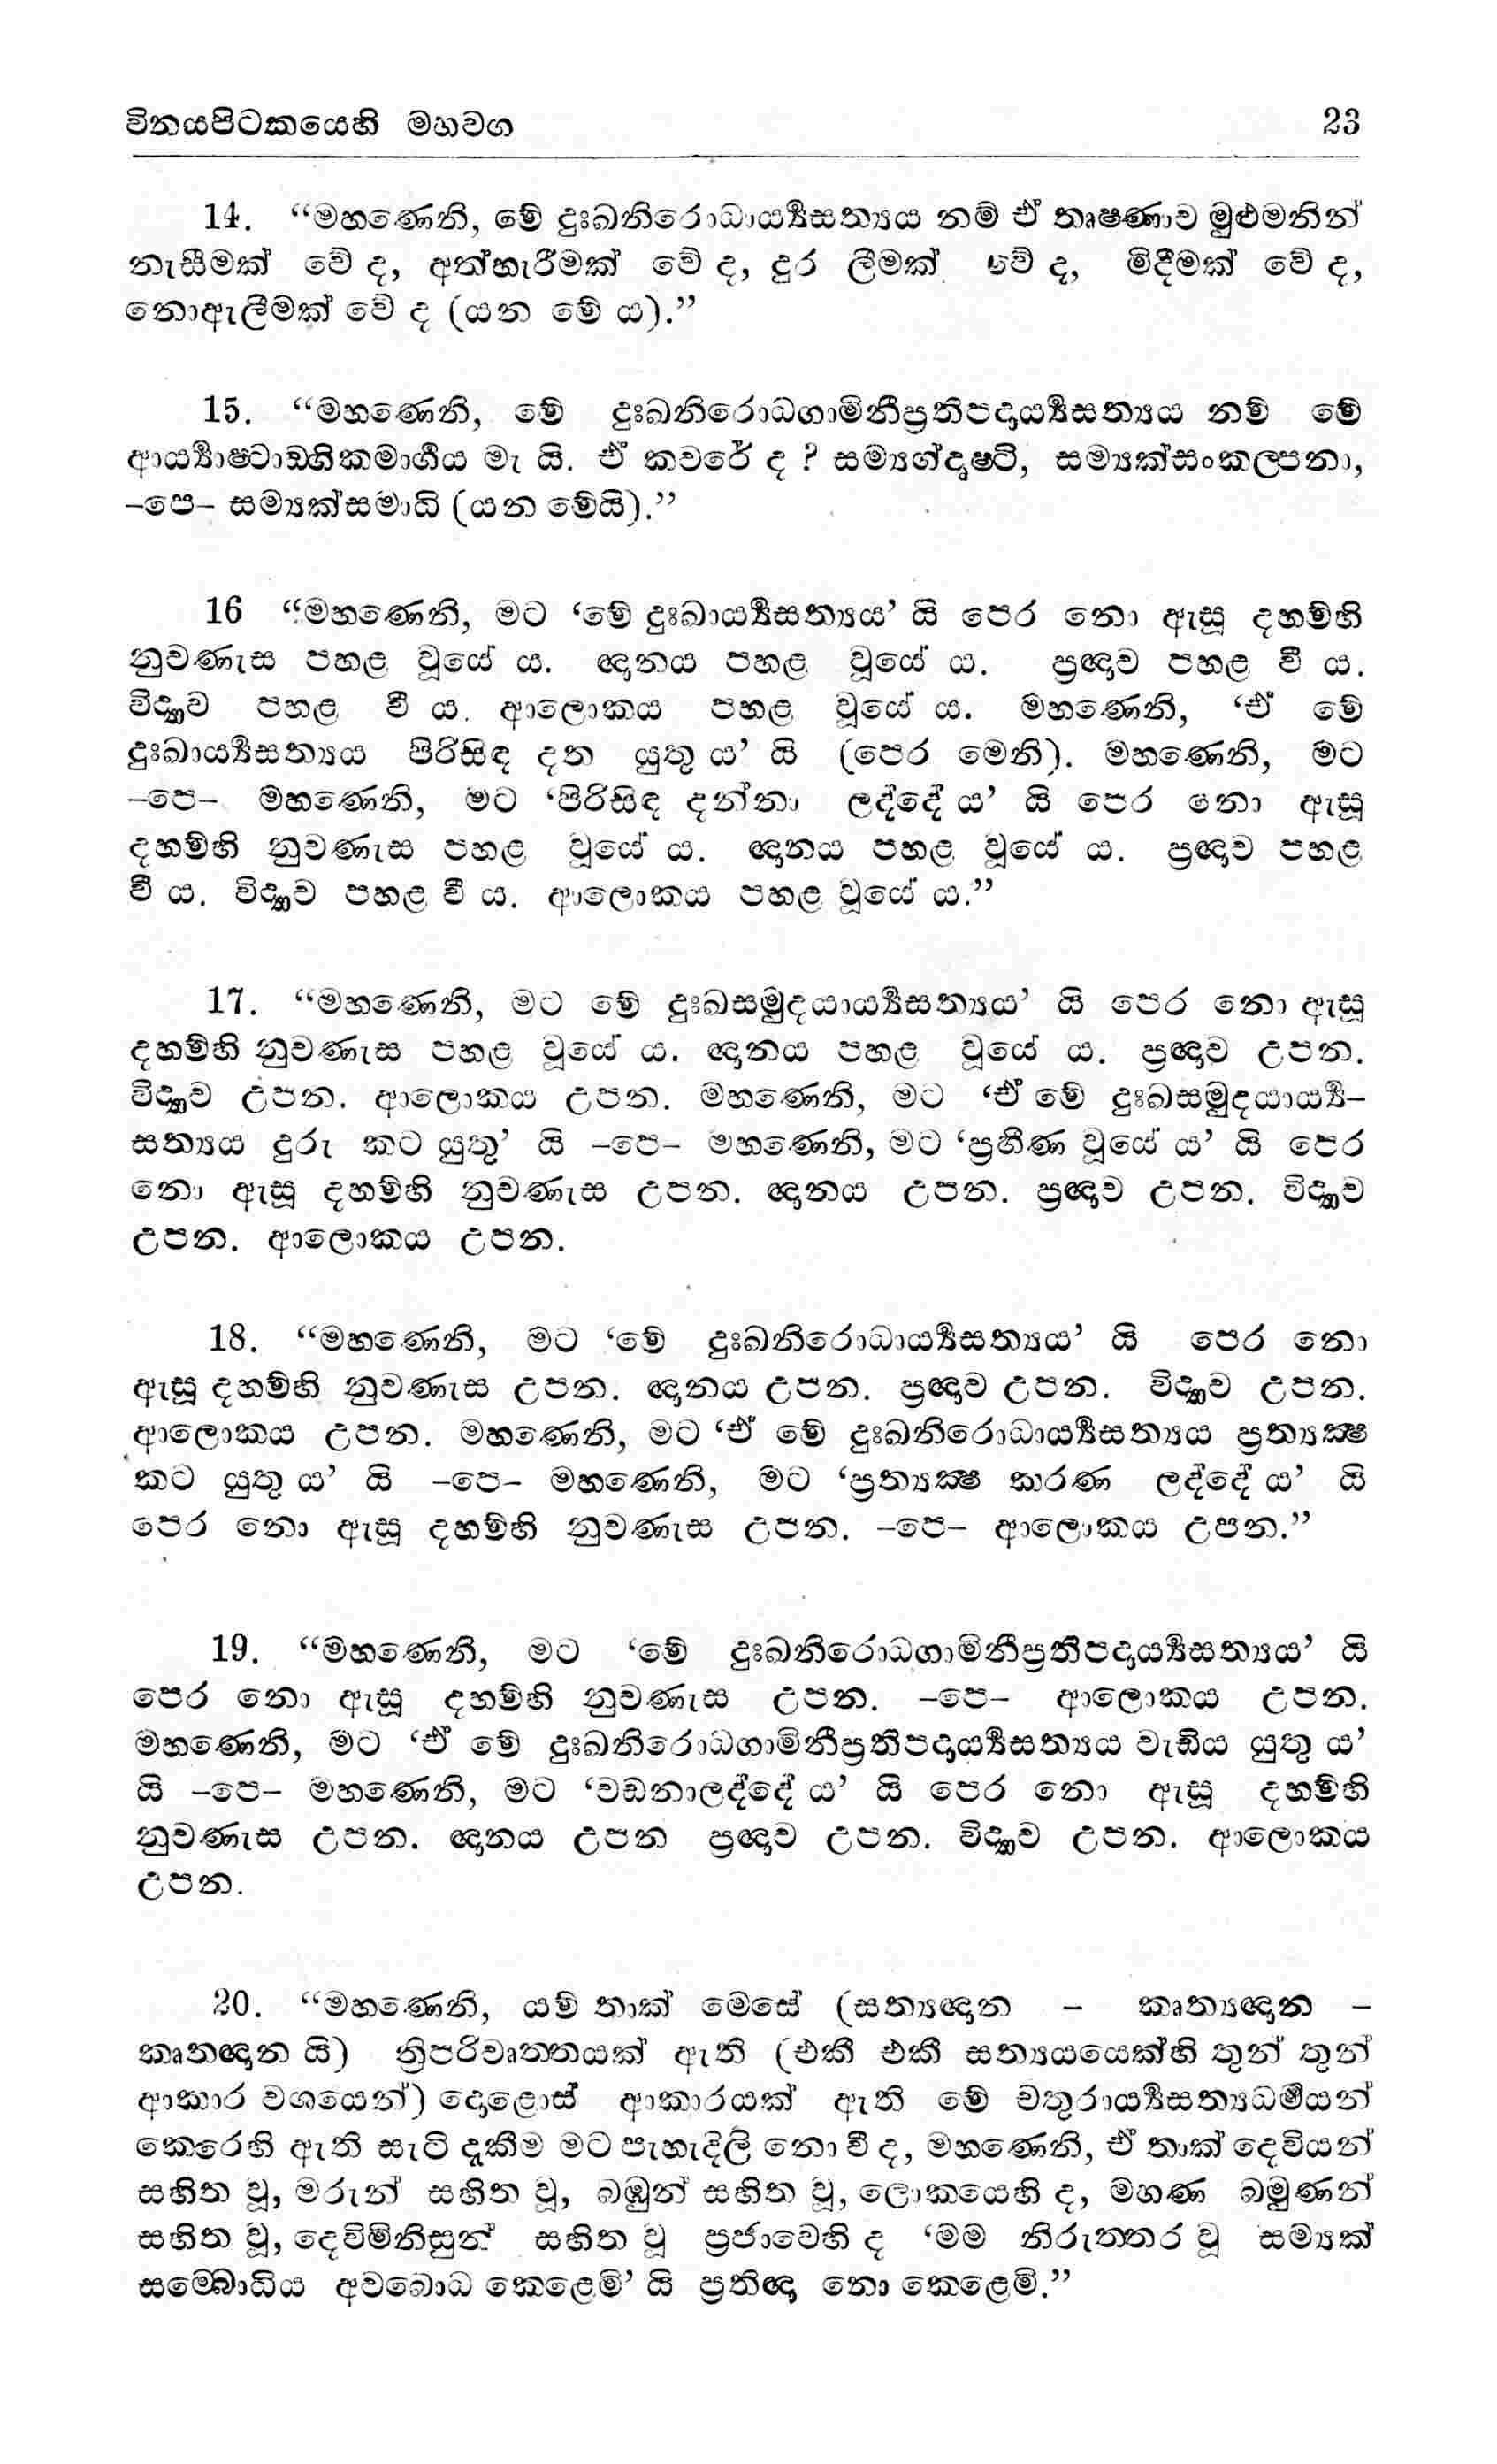 විනයපිටකයෙහි මහවග 23
14. “මහණෙනි, මේ දුඃඛනිරොධාර්‍ය්‍යසත්‍යය නම් ඒ තෘෂණාව මුළුමනින්
නැසීමක් වේ ද, අත්හැරීමක් වේ ද, දුර ලීමක් වේ ද, මිදීමක් වේ ද,
නොඇලීමක් වේ ද (යන මේ ය).”
15. “මහණෙනි, මේ දුඃඛනිරොධගාමිනීප්‍රතිපදාර්‍ය්‍යසත්‍යය නම් මේ
ආර්‍ය්‍යාෂ්ටාඞ්ගිකමාර්‍ගය මැ යි. ඒ කවරේ ද ? සම්‍යග්දෘෂ්ටි, සම්‍යක්සංකල්පනා,
–පෙ– සම්‍යක්සමාධි (යන මේයි).”
16 “මහණෙනි, මට ‘මේ දුඃඛාර්‍ය්‍යසත්‍යය’ යි පෙර නො ඇසූ දහම්හි
නුවණැස පහළ වූයේ ය. ඥානය පහළ වූයේ ය. ප්‍රඥාව පහළ වී ය.
විද්‍යාව පහළ වී ය. ආලොකය පහළ වූයේ ය. මහණෙනි, ‘ඒ මේ
දුඃඛාර්‍ය්‍යසත්‍යය පිරිසිඳ දත යුතු ය’ යි (පෙර මෙනි). මහණෙනි, මට
–පෙ– මහණෙනි, මට ‘පිරිසිඳ දන්නා ලද්දේ ය’ යි පෙර නො ඇසූ
දහම්හි නුවණැස පහළ වූයේ ය. ඥානය පහළ වූයේ ය. ප්‍රඥාව පහළ
වී ය. විද්‍යාව පහළ වී ය. ආලොකය පහළ වූයේ ය.”
17. “මහණෙනි, මට මේ දුඃඛසමුදයාර්‍ය්‍යසත්‍යය’ යි පෙර නො ඇසූ
දහම්හි නුවණැස පහළ වූයේ ය. ඥානය පහළ වූයේ ය. ප්‍රඥාව උපන.
විද්‍යාව උපන. ආලොකය උපන. මහණෙනි, මට ‘ඒ මේ දුඃඛසමුදයාර්‍ය්‍ය–
සත්‍යය දුරු කට යුතු’ යි –පෙ– මහණෙනි, මට ‘ප්‍රහීණ වූයේ ය’ යි පෙර
නො ඇසූ දහම්හි නුවණැස උපන. ඥානය උපන. ප්‍රඥාව උපන. විද්‍යාව
උපන. ආලොකය උපන.
18. “මහණෙනි, මට ‘මේ දුඃඛනිරොධාර්‍ය්‍යසත්‍යය’ යි පෙර නො
ඇසූ දහම්හි නුවණැස උපන. ඥානය උපන. ප්‍රඥාව උපන. විද්‍යාව උපන.
ආලොකය උපන. මහණෙනි, මට ‘ඒ මේ දුඃඛනිරොධාර්‍ය්‍යසත්‍යය ප්‍රත්‍යක්‍ෂ
කට යුතු ය’ යි –පෙ– මහණෙනි, මට ‘ප්‍රත්‍යක්‍ෂ කරණ ලද්දේ ය’ යි
පෙර නො ඇසූ දහම්හි නුවණැස උපන. –පෙ– ආලොකය උපන.”
19. “මහණෙනි, මට ‘මේ දුඃඛනිරොධගාමිනීප්‍රතිපදාර්‍ය්‍යසත්‍යය’ යි
පෙර නො ඇසූ දහම්හි නුවණැස උපන. –පෙ– ආලොකය උපන.
මහණෙනි, මට ‘ඒ මේ දුඃඛනිරොධගාමිනීප්‍රතිපදාර්‍ය්‍යසත්‍යය වැඩිය යුතු ය’
යි –පෙ– මහණෙනි, මට ‘වඩනාලද්දේ ය’ යි පෙර නො ඇසූ දහම්හි
නුවණැස උපන. ඥානය උපන ප්‍රඥාව උපන. විද්‍යාව උපන. ආලොකය
උපන.
20. “මහණෙනි, යම් තාක් මෙසේ (සත්‍යඥාන – කෘත්‍යඥාන –
කෘතඥාන යි) ත්‍රිපරිවෘත්තයක් ඇති (එකී එකී සත්‍යයයෙක්හි තුන් තුන්
ආකාර වශයෙන්) දොළොස් ආකාරයක් ඇති මේ චතුරාර්‍ය්‍යසත්‍යධර්‍මයන්
කෙරෙහි ඇති සැටි දැකීම මට පැහැදිලි නො වී ද, මහණෙනි, ඒ තාක් දෙවියන්
සහිත වූ, මරුන් සහිත වූ, බඹුන් සහිත වූ, ලොකයෙහි ද, මහණ බමුණන්
සහිත වූ, දෙවිමිනිසුන් සහිත වූ ප්‍රජාවෙහි ද ‘මම නිරුත්තර වූ සම්‍යක්
සම්බොධිය අවබොධ කෙළෙමි’ යි ප්‍රතිඥා නො කෙළෙමි.”